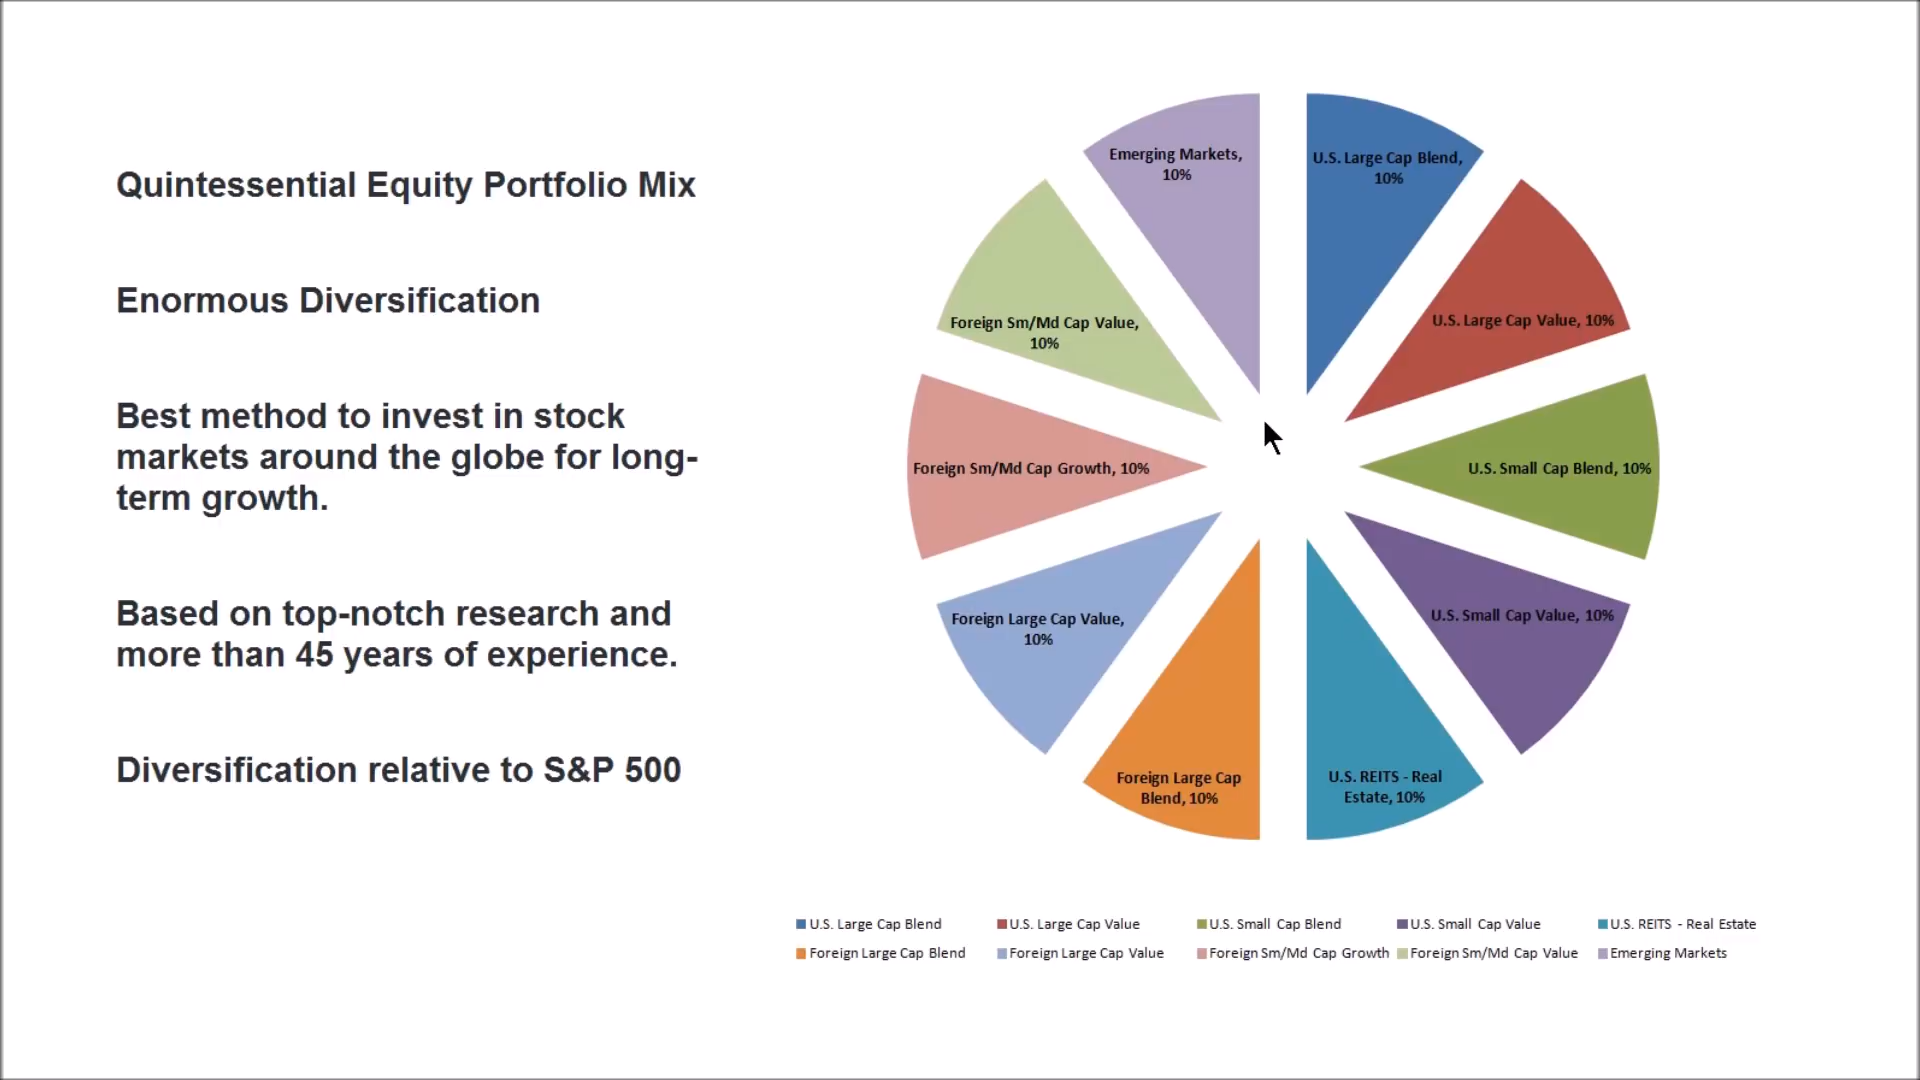 Quintessential Equity Portfolio Mix
Enormous Diversification
Best method to invest in stock
markets around the globe for long-
term growth.
Based on top-notch research and
more than 45 years of experience.
Diversification relative to S&P 500
Emerging Markets,
10%
U.S. Large Cap Blend,
10%
Foreign Sm/Md Cap Value,
10%
U.S. Large Cap Value, 10%
Foreign Sm/Md Cap Growth, 10%
U.S. Small Cap Blend, 10%
Foreign Large Cap Value,
10%
U.S. Small Cap Value, 10%
Foreign Large Cap
Blend, 10%
U.S. REITS - Real
Estate, 10%
U.S. Large Cap Blend
U.S. Large Cap Value
U.S. Small Cap Blend
U.S. Small Cap Value
U.S. REITS - Real Estate
Foreign Large Cap Blend
Foreign Large Cap Value
Foreign Sm/Md Cap Growth
Foreign Sm/Md Cap Value
Emerging Markets